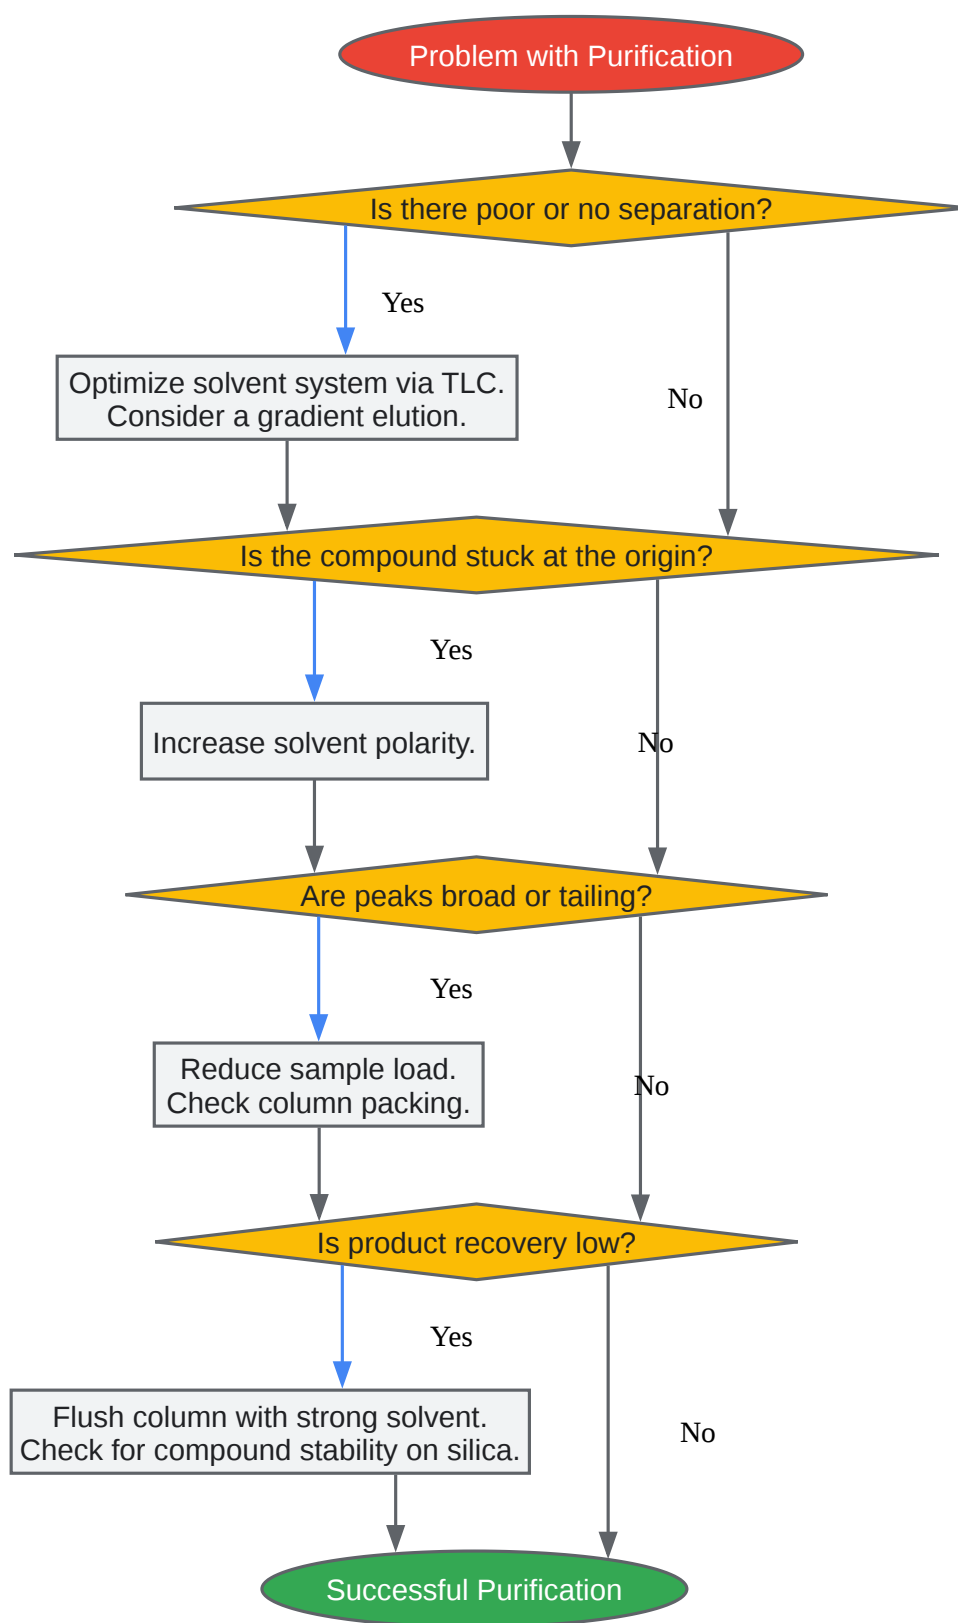 Problem with Purification
Is there poor or no separation?
Yes
Optimize solvent system via TLC.
Consider a gradient elution.
No
Is the compound stuck at the origin?
Yes
Increase solvent polarity.
No
Are peaks broad or tailing?
Yes
Reduce sample load.
Check column packing.
No
Is product recovery low?
Yes
Flush column with strong solvent.
Check for compound stability on silica.
No
Successful Purification